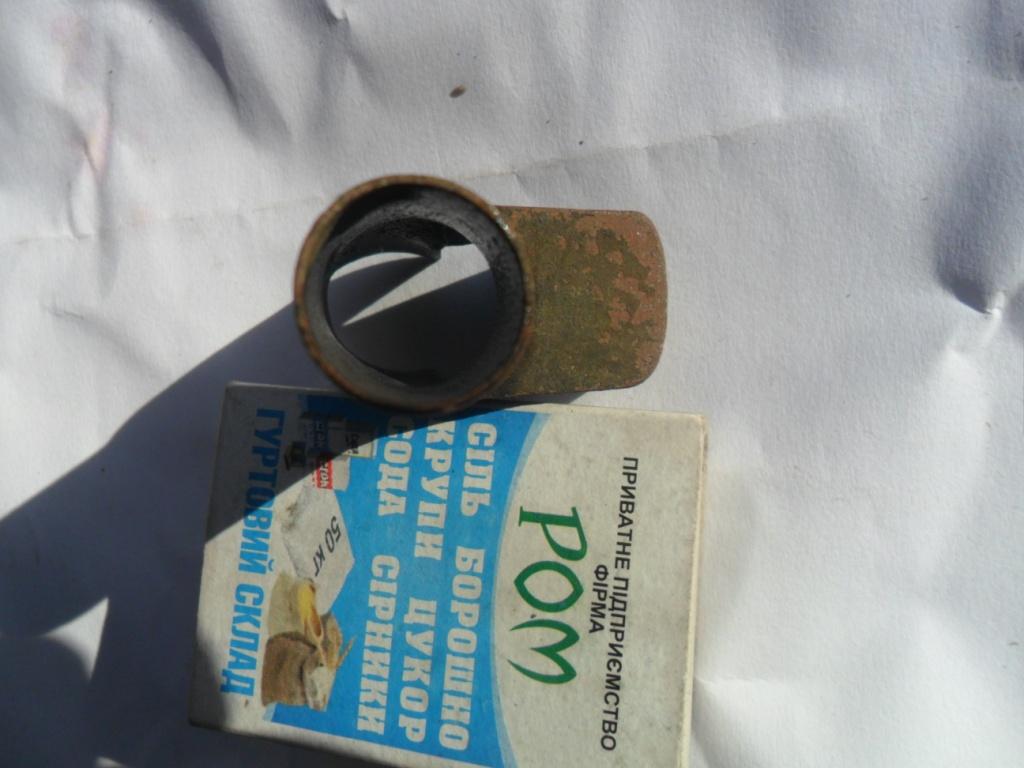 ПРИВАТНЕ ПІДПРИЄМСТВО
ФІРМА
РОМ
СІЛЬ БОРОШНО
КРУПИ ЦУКОР
СОДА СІРНИКИ
50 КГ
ГУРТОВИЙ СКЛАД